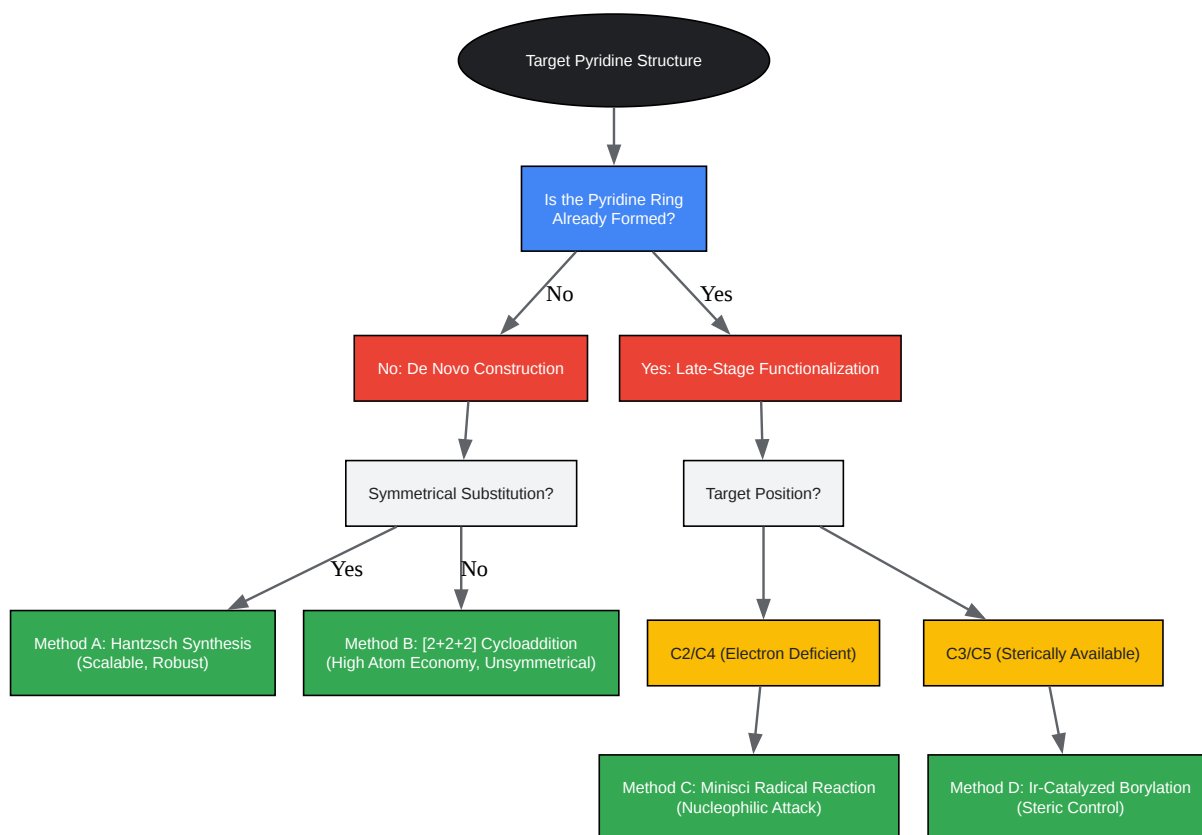 Target Pyridine Structure
Is the Pyridine Ring
Already Formed?
No
Yes
No: De Novo Construction
Yes: Late-Stage Functionalization
Symmetrical Substitution?
Target Position?
Yes
No
Method A: Hantzsch Synthesis
(Scalable, Robust)
Method B: [2+2+2] Cycloaddition
(High Atom Economy, Unsymmetrical)
C2/C4 (Electron Deficient)
C3/C5 (Sterically Available)
Method C: Minisci Radical Reaction
(Nucleophilic Attack)
Method D: Ir-Catalyzed Borylation
(Steric Control)